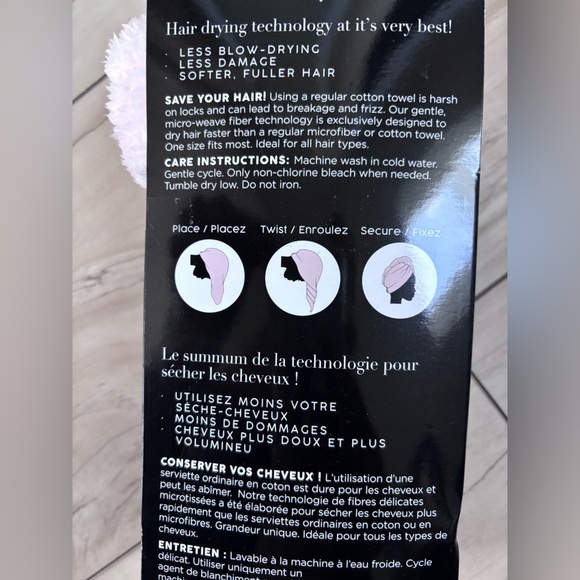 Hair drying technology at it's very best!
· LESS BLOW-DRYING
· LESS DAMAGE
· SOFTER, FULLER HAIR
SAVE YOUR HAIR! Using a regular cotton towel is harsh
on locks and can lead to breakage and frizz. Our gentle,
micro-weave fiber technology is exclusively designed to
dry hair faster than a regular microfiber or cotton towel.
One size fits most. Ideal for all hair types.
CARE INSTRUCTIONS: Machine wash in cold water.
Gentle cycle. Only non-chlorine bleach when needed.
Tumble dry low. Do not iron.
Place / Placez Twist / Enroulez Secure / Fixez
Le summum de la technologie pour
sécher les cheveux !
· UTILISEZ MOINS VOTRE
SÈCHE-CHEVEUX
· MOINS DE DOMMAGES
· CHEVEUX PLUS DOUX ET PLUS
VOLUMINEU
CONSERVER VOS CHEVEUX ! L'utilisation d'une
serviette ordinaire en coton est dure pour les cheveux et
peut les abîmer. Notre technologie de fibres délicates
microtissées a été élaborée pour sécher les cheveux plus
rapidement que les serviettes ordinaires en coton ou en
microfibres. Grandeur unique. Idéale pour tous les types de
cheveux.
ENTRETIEN : Lavable à la machine à l'eau froide. Cycle
délicat. Utiliser uniquement un
agent de blanchiment